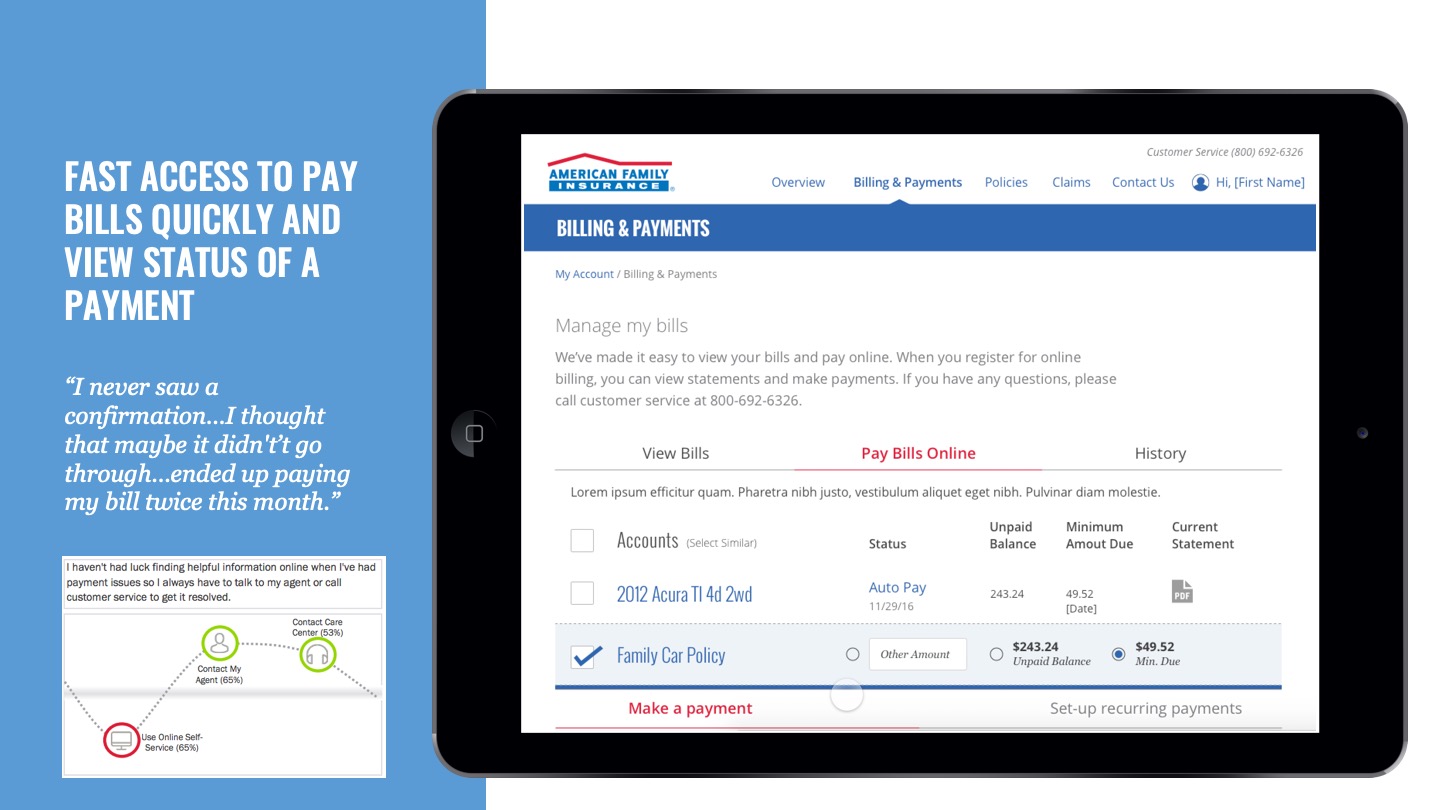 FAST ACCESS TO PAY
BILLS QUICKLY AND
VIEW STATUS OF A
PAYMENT
“I never saw a
confirmation...I thought
that maybe it didn't’t go
through...ended up paying
my bill twice this month.”
I haven't had luck finding helpful information online when I've had
payment issues so I always have to talk to my agent or call
customer service to get it resolved.
Contact Care
Center (53%)
Contact My
Agent (65%)
Use Online Self-
Service (65%)
Customer Service (800) 692-6326
AMERICAN FAMILY
INSURANCE®
Overview Billing & Payments Policies Claims Contact Us Hi, [First Name]
BILLING & PAYMENTS
My Account / Billing & Payments
Manage my bills
We’ve made it easy to view your bills and pay online. When you register for online
billing, you can view statements and make payments. If you have any questions, please
call customer service at 800-692-6326.
View Bills Pay Bills Online History
Lorem ipsum efficitur quam. Pharetra nibh justo, vestibulum aliquet eget nibh. Pulvinar diam molestie.
Accounts (Select Similar) Status Unpaid Balance Minimum Amout Due Current Statement
2012 Acura Tl 4d 2wd Auto Pay 243.24 49.52 PDF
11/29/16 [Date]
Family Car Policy Other Amount $243.24 $49.52
Unpaid Balance Min. Due
Make a payment Set-up recurring payments